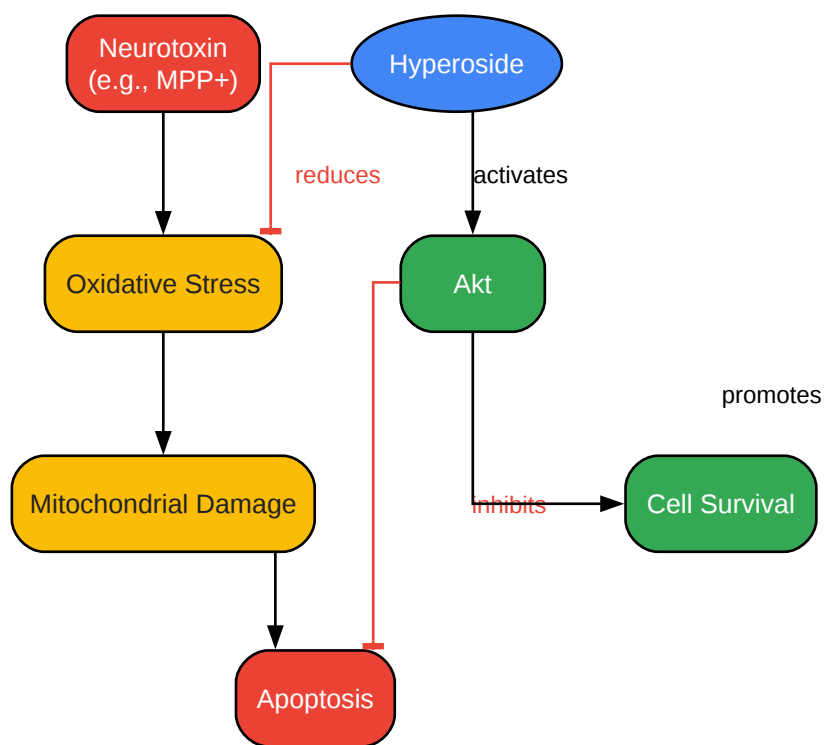 Neurotoxin
(e.g., MPP+)
Hyperoside
reduces
activates
Oxidative Stress
Akt
promotes
Mitochondrial Damage
inhibits
Cell Survival
Apoptosis